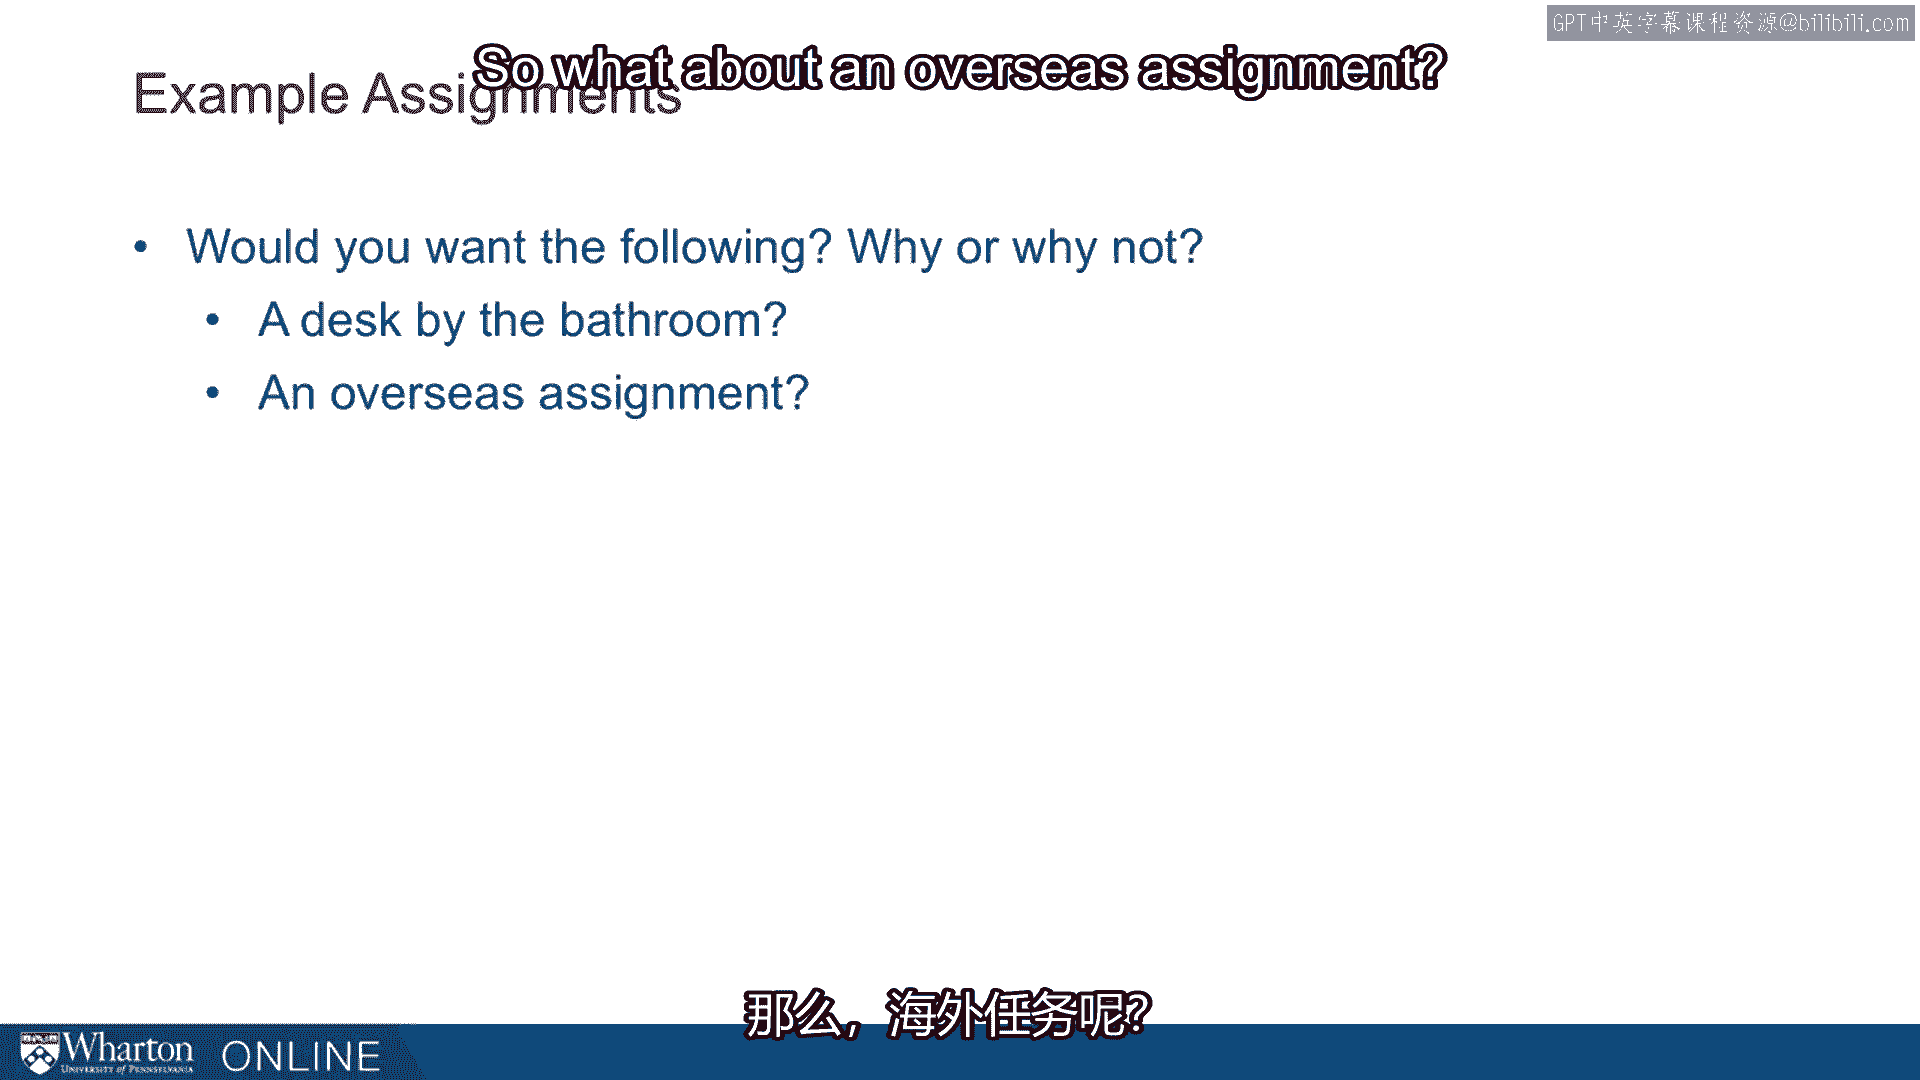 GPT中英字幕课程资源@bilibili.com
So what about an overseas assignment?
Example Assignments
• Would you want the following? Why or why not?
• A desk by the bathroom?
• An overseas assignment?
那么，海外任务呢？
Wharton
UNIVERSITY of PENNSYLVANIA
ONLINE